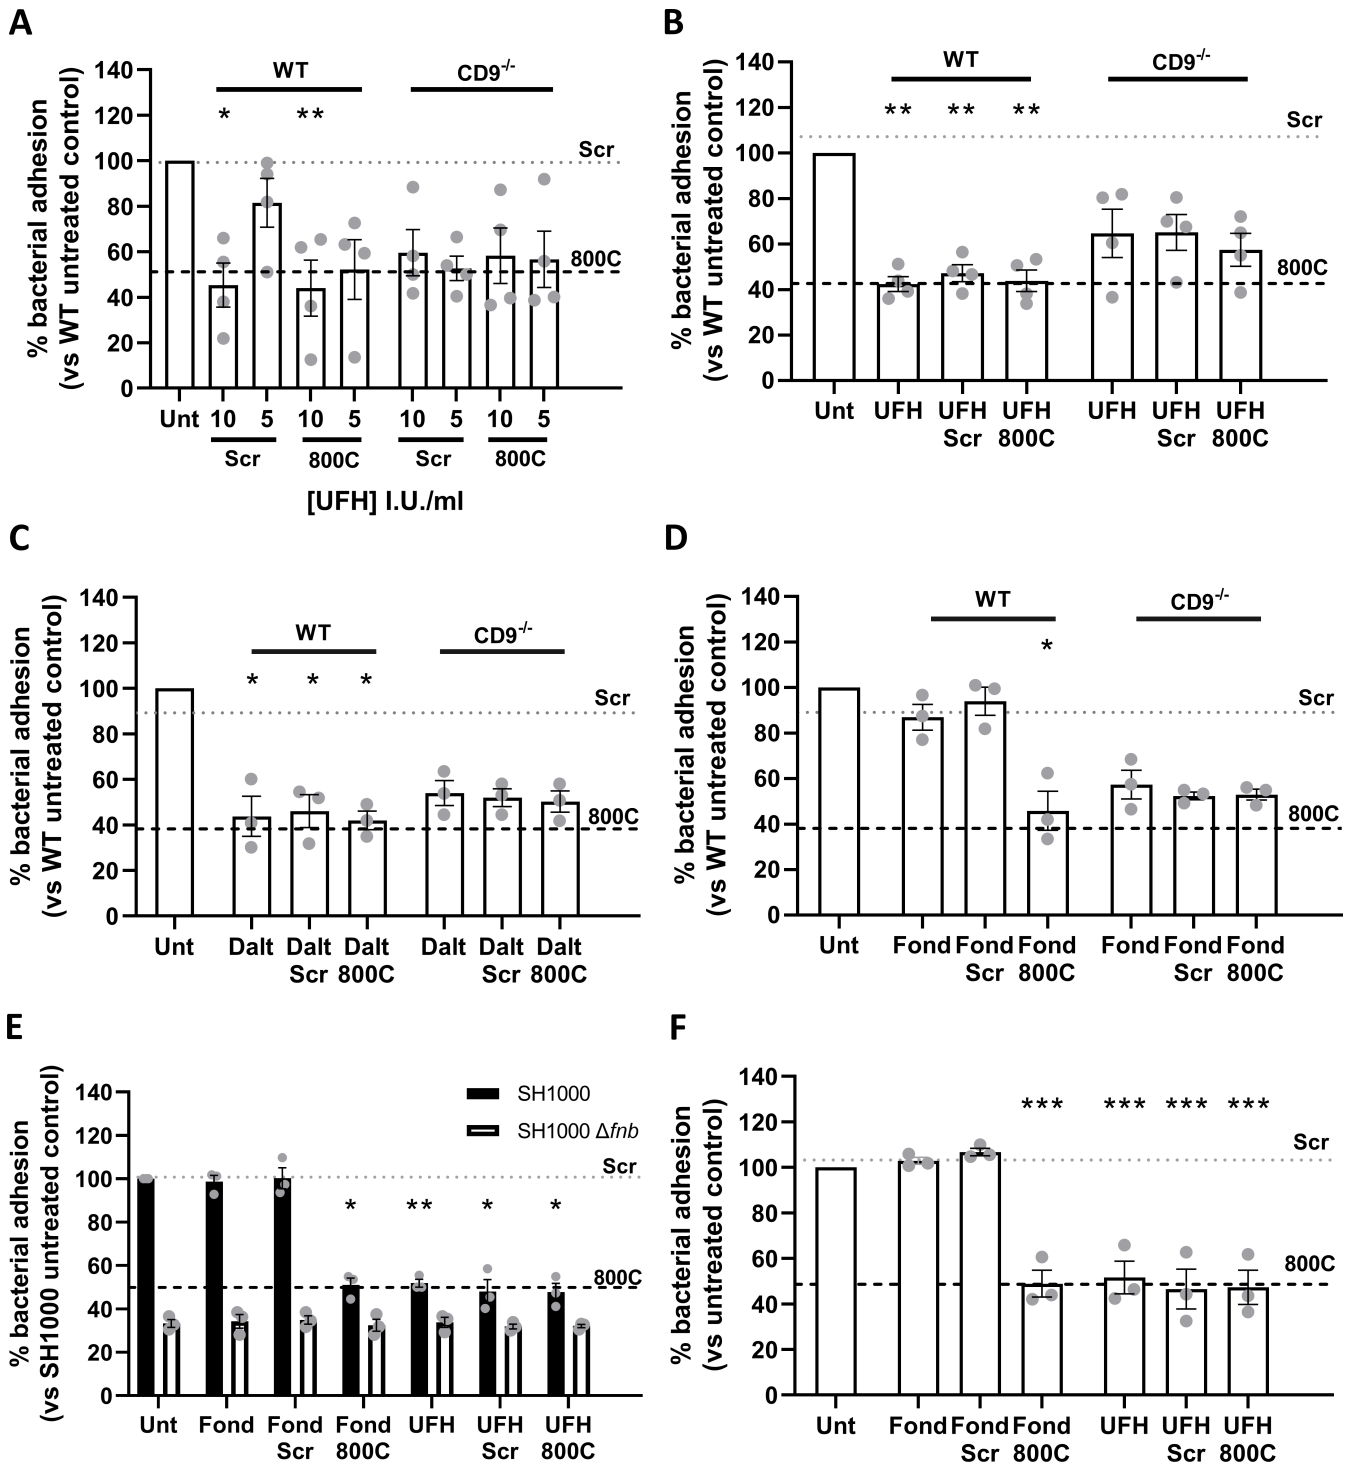 A
% bacterial adhesion
(vs WT untreated control)
140
120
100
80
60
40
20
0
WT
CD9-/-
*
**
Scr
800C
Unt 10 5 10 5 10 5 10 5
Scr 800C Scr 800C
[UFH] I.U./ml
B
% bacterial adhesion
(vs WT untreated control)
140
120
100
80
60
40
20
0
WT
CD9-/-
** ** **
Scr
800C
Unt UFH UFH UFH UFH UFH UFH
Scr 800C Scr 800C
C
% bacterial adhesion
(vs WT untreated control)
140
120
100
80
60
40
20
0
WT
CD9-/-
* * *
Scr
800C
Unt Dalt Dalt Dalt Dalt Dalt Dalt
Scr 800C Scr 800C
D
% bacterial adhesion
(vs WT untreated control)
140
120
100
80
60
40
20
0
WT
CD9-/-
*
Scr
800C
Unt Fond Fond Fond Fond Fond Fond
Scr 800C Scr 800C
E
% bacterial adhesion
(vs SH1000 untreated control)
140
120
100
80
60
40
20
0
SH1000
SH1000 Δfnb
Scr
* ** * *
800C
Unt Fond Fond Fond UFH UFH UFH
Scr 800C Scr 800C
F
% bacterial adhesion
(vs untreated control)
140
120
100
80
60
40
20
0
*** *** *** ***
Scr
800C
Unt Fond Fond Fond UFH UFH UFH
Scr 800C Scr 800C